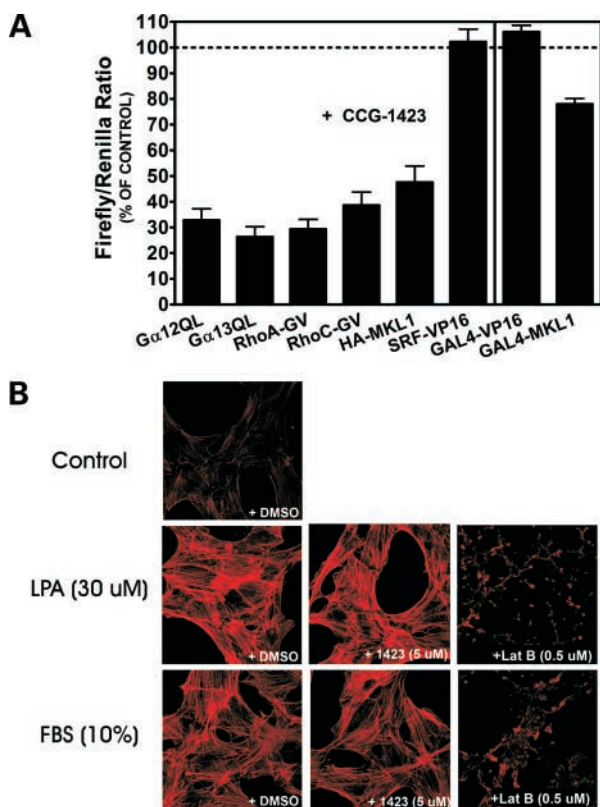 A
Firefly/Renilla Ratio
(% OF CONTROL)
110
100
90
80
70
60
50
40
30
20
10
0
+ CCG-1423
Gα12QL
Gα13QL
RhoA-GV
RhoC-GV
HA-MKL1
SRF-VP16
GAL4-VP16
GAL4-MKL1
B
Control
+ DMSO
LPA (30 uM)
+ DMSO
+ 1423 (5 uM)
+Lat B (0.5 uM)
FBS (10%)
+ DMSO
+ 1423 (5 uM)
+Lat B (0.5 uM)